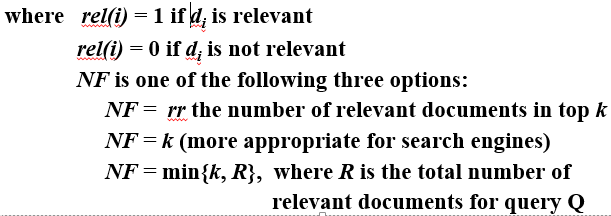 where rel(i) = 1 if di is relevant
rel(i) = 0 if di is not relevant
NF is one of the following three options:
NF = rr the number of relevant documents in top k
NF = k (more appropriate for search engines)
NF = min{k, R}, where R is the total number of
relevant documents for query Q